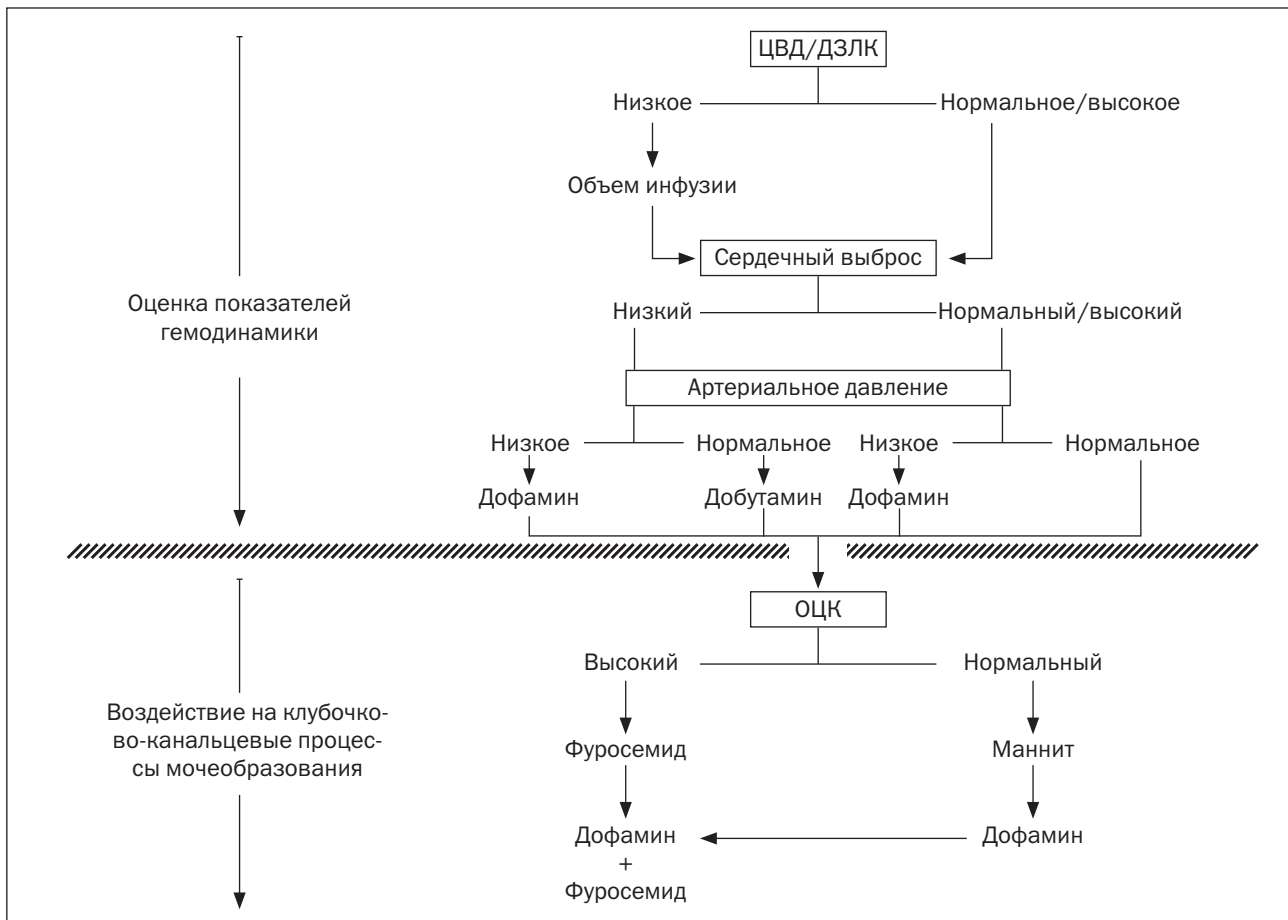 ЦВД/ДЗЛК
Низкое
Нормальное/высокое
Объем инфузии
Сердечный выброс
Оценка показателей
гемодинамики
Низкий
Нормальный/высокий
Артериальное давление
Низкое
Нормальное
Низкое
Нормальное
Дофамин
Добутамин
Дофамин
ОЦК
Высокий
Нормальный
Воздействие на клубочко-
во-канальцевые процес-
сы мочеобразования
Фуросемид
Маннит
Дофамин
+
Фуросемид
Дофамин